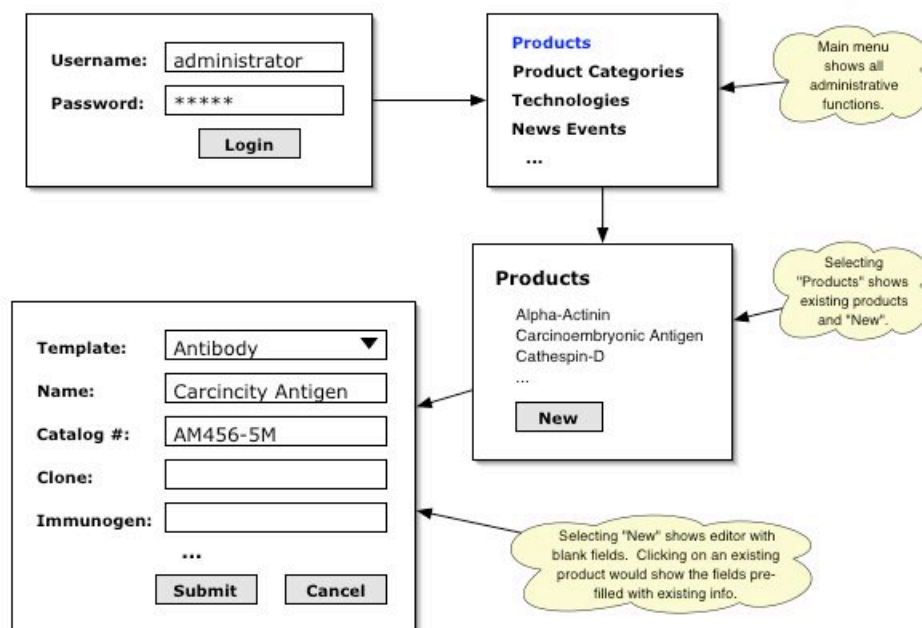 Username: administrator
Password: *****
Login
Products
Product Categories
Technologies
News Events
...
Main menu
shows all
administrative
functions.
Products
Alpha-Actinin
Carcinoembryonic Antigen
Cathespin-D
...
New
Selecting
"Products" shows
existing products
and "New".
Template: Antibody
Name: Carcincity Antigen
Catalog #: AM456-5M
Clone:
Immunogen:
...
Submit Cancel
Selecting "New" shows editor with
blank fields. Clicking on an existing
product would show the fields pre-
filled with existing info.